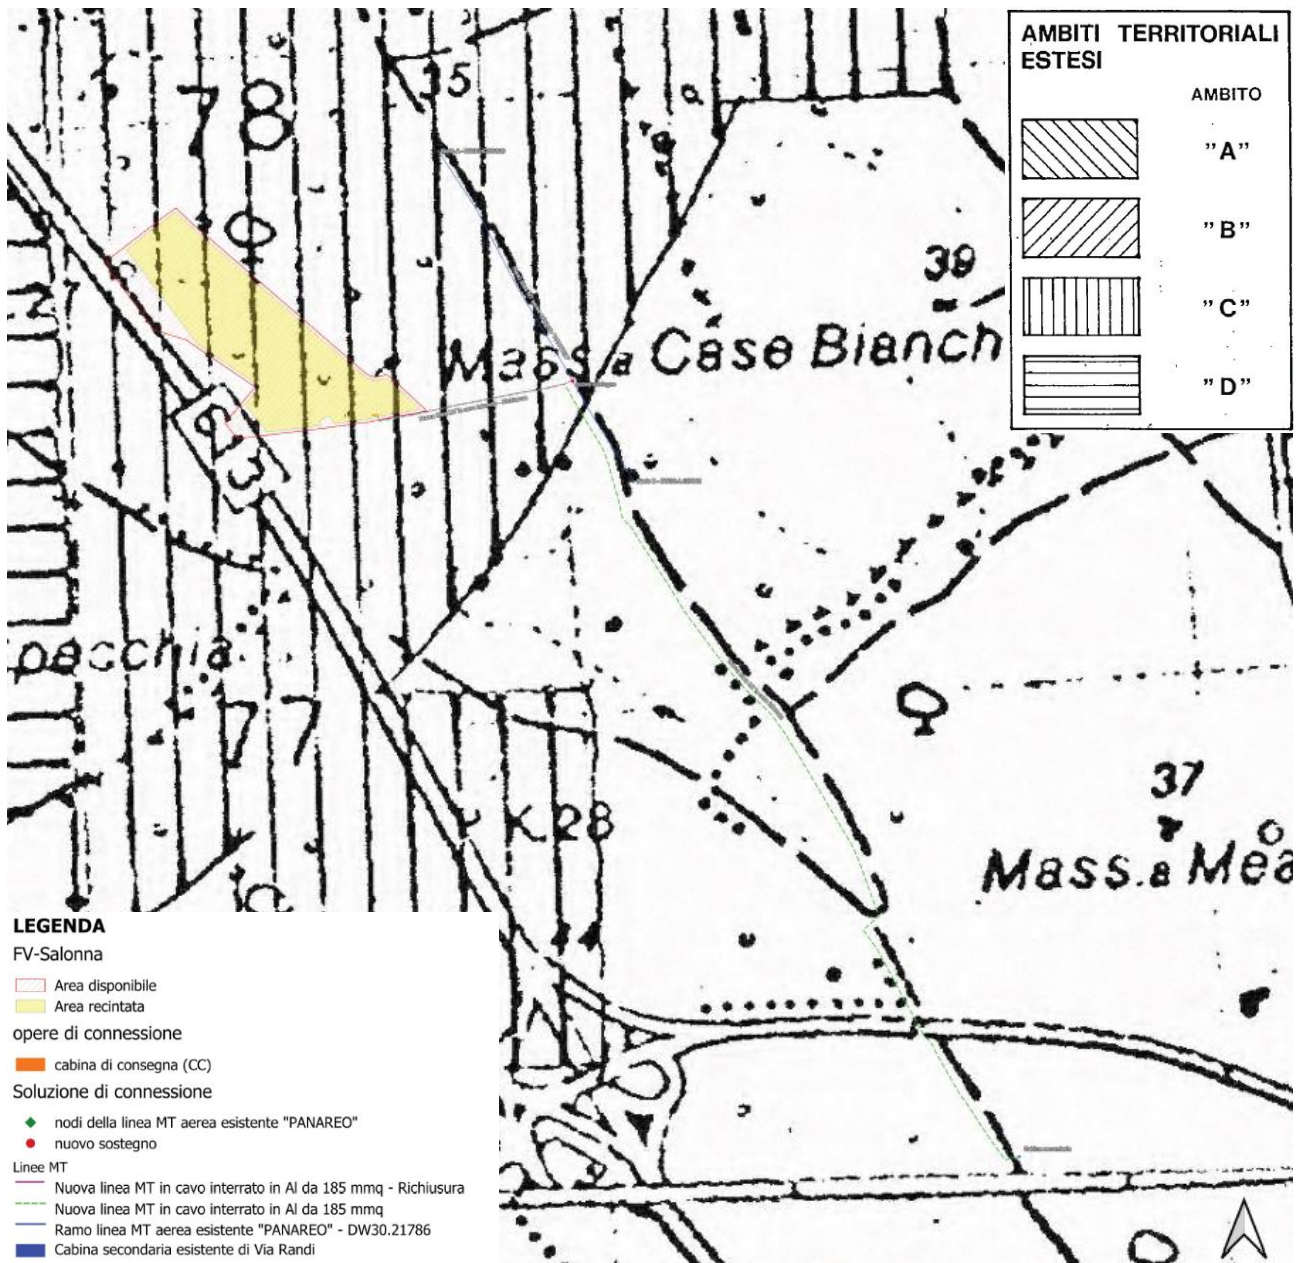 AMBITI TERRITORIALI
ESTESI
AMBITO
"A"
"B"
"C"
"D"
35
78
39
Mass.a Case Bianch
613
pacchia
77
K 28
37
Mass.a Mea
44
LEGENDA
FV-Salonna
Area disponibile
Area recintata
opere di connessione
cabina di consegna (CC)
Soluzione di connessione
nodi della linea MT aerea esistente "PANAREO"
nuovo sostegno
Linee MT
Nuova linea MT in cavo interrato in Al da 185 mmq - Richiusura
Nuova linea MT in cavo interrato in Al da 185 mmq
Ramo linea MT aerea esistente "PANAREO" - DW30.21786
Cabina secondaria esistente di Via Randi